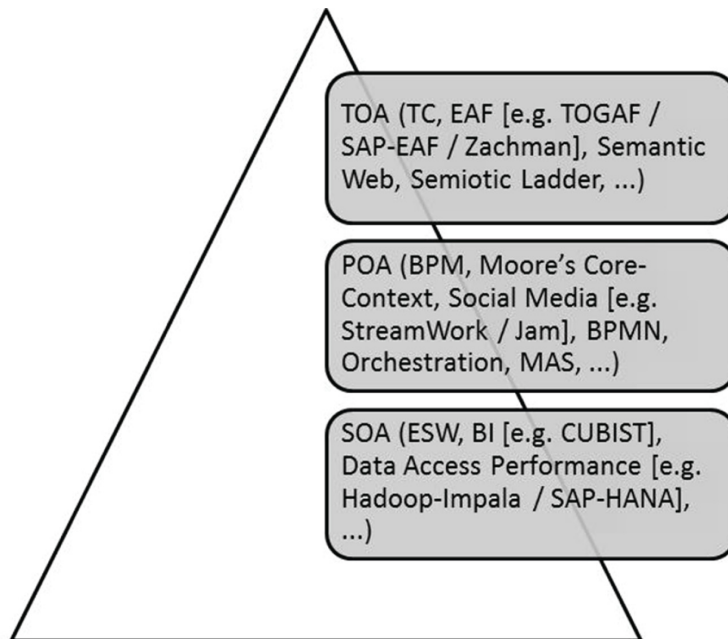 TOA (TC, EAF [e.g. TOGAF /
SAP-EAF / Zachman], Semantic
Web, Semiotic Ladder, ...)
POA (BPM, Moore’s Core-
Context, Social Media [e.g.
StreamWork / Jam], BPMN,
Orchestration, MAS, ...)
SOA (ESW, BI [e.g. CUBIST],
Data Access Performance [e.g.
Hadoop-Impala / SAP-HANA],
...)